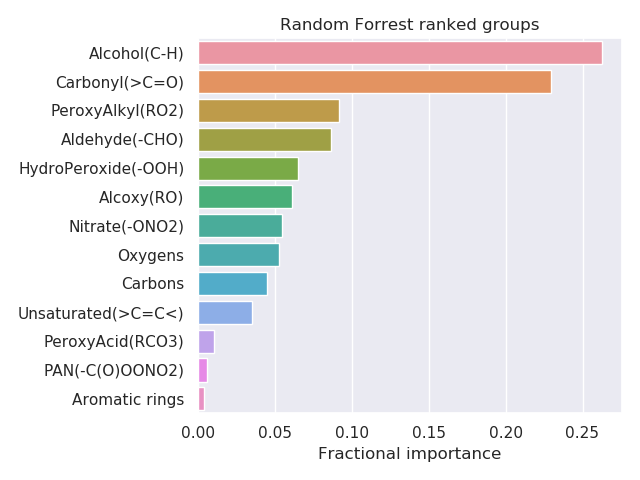 Random Forrest ranked groups
Alcohol(C-H)
Carbonyl(>C=O)
PeroxyAlkyl(RO2)
Aldehyde(-CHO)
HydroPeroxide(-OOH)
Alcoxy(RO)
Nitrate(-ONO2)
Oxygens
Carbons
Unsaturated(>C=C<)
PeroxyAcid(RCO3)
PAN(-C(O)OONO2)
Aromatic rings
0.00 0.05 0.10 0.15 0.20 0.25
Fractional importance